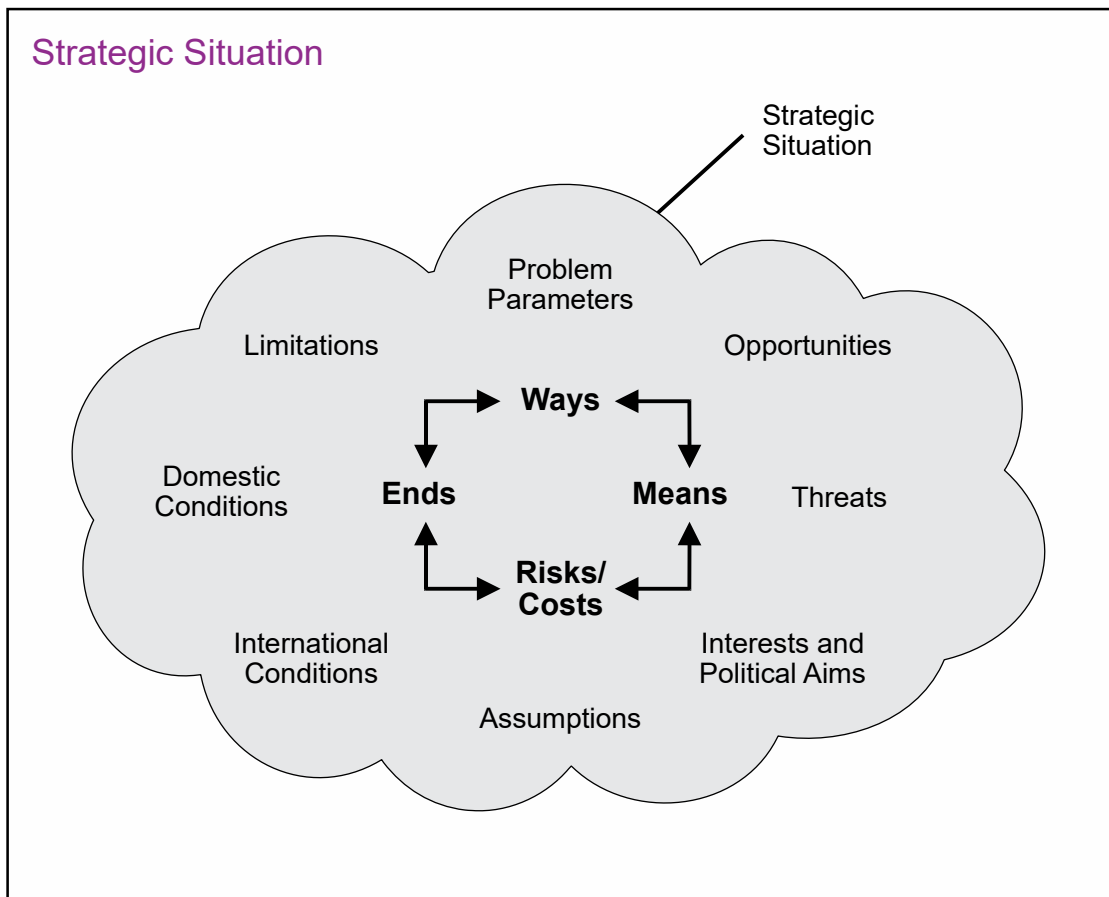 Strategic Situation
Strategic
Situation
Problem
Parameters
Limitations
Opportunities
Ways
Domestic
Conditions
Ends
Means
Threats
Risks/
Costs
International
Conditions
Interests and
Political Aims
Assumptions